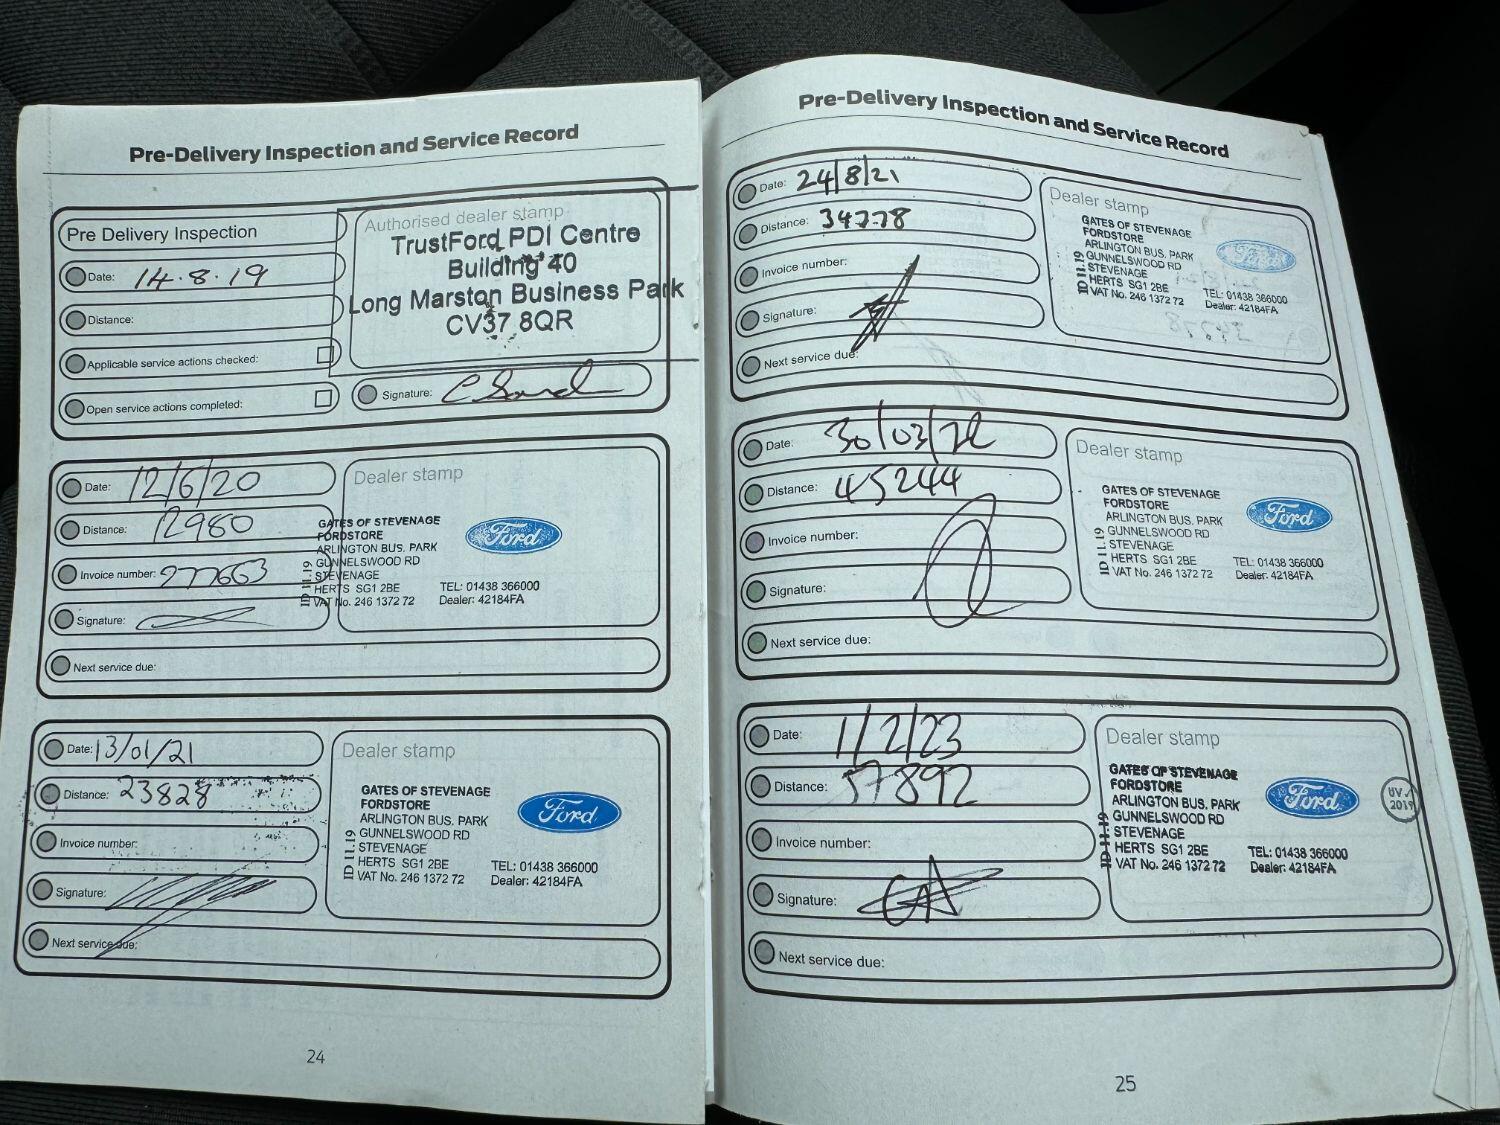 Pre-Delivery Inspection and Service Record
Pre Delivery Inspection
Date: 14.8.19
Distance:
Applicable service actions checked:
Open service actions completed:
Authorised dealer stamp
TrustFord PDI Centre
Building 40
Long Marston Business Park
CV37 8QR
Signature:
Date: 12/6/20
Distance: 12980
Invoice number: 277663
Signature:
Next service due:
Dealer stamp
GATES OF STEVENAGE
FORDSTORE
ARLINGTON BUS. PARK
GUNNELSWOOD RD
STEVENAGE
HERTS SG1 2BE TEL: 01438 366000
VAT No. 246 1372 72 Dealer: 42184FA
ID 11.19
Ford
Date: 13/01/21
Distance: 23828
Invoice number:
Signature:
Next service due:
Dealer stamp
GATES OF STEVENAGE
FORDSTORE
ARLINGTON BUS. PARK
GUNNELSWOOD RD
STEVENAGE
HERTS SG1 2BE TEL: 01438 366000
VAT No. 246 1372 72 Dealer: 42184FA
ID 11.19
Ford
24
Pre-Delivery Inspection and Service Record
Date: 24/8/21
Distance: 34778
Invoice number:
Signature:
Next service due:
Dealer stamp
GATES OF STEVENAGE
FORDSTORE
ARLINGTON BUS. PARK
GUNNELSWOOD RD
STEVENAGE
HERTS SG1 2BE TEL: 01438 366000
VAT No. 246 1372 72 Dealer: 42184FA
ID 11.19
Ford
Date: 30/03/22
Distance: 45244
Invoice number:
Signature:
Next service due:
Dealer stamp
GATES OF STEVENAGE
FORDSTORE
ARLINGTON BUS. PARK
GUNNELSWOOD RD
STEVENAGE
HERTS SG1 2BE TEL: 01438 366000
VAT No. 246 1372 72 Dealer: 42184FA
ID 11.19
Ford
Date: 1/2/23
Distance: 57892
Invoice number:
Signature:
Next service due:
Dealer stamp
GATES OF STEVENAGE
FORDSTORE
ARLINGTON BUS. PARK
GUNNELSWOOD RD
STEVENAGE
HERTS SG1 2BE TEL: 01438 366000
VAT No. 246 1372 72 Dealer: 42184FA
ID 11.19
Ford
2019
25